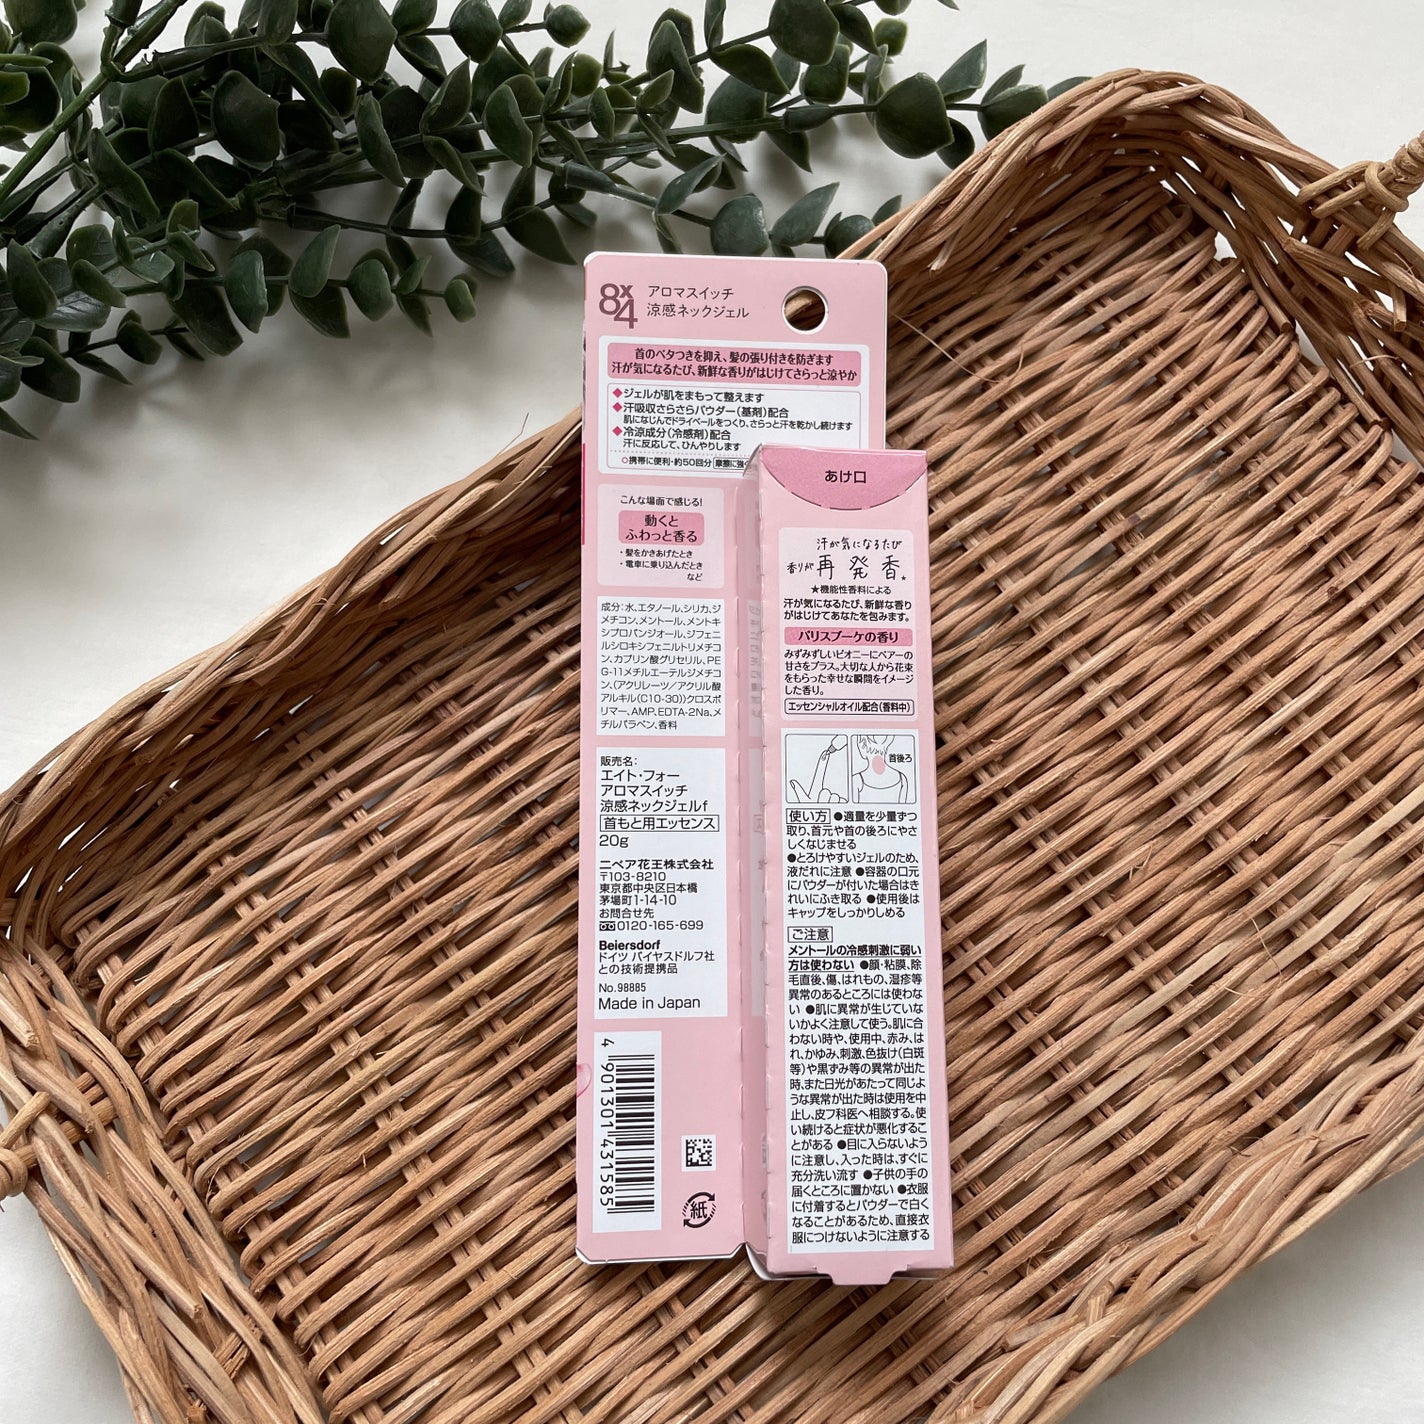 8x4
アロマスイッチ
涼感ネックジェル
首のベタつきを抑え、髪の張り付きを防ぎます
汗が気になるたび、新鮮な香りがはじけてさらっと涼やか
◆ジェルが肌をまもって整えます
◆汗吸収さらさらパウダー(基剤)配合
肌になじんでドライベールをつくり、さらっと汗を乾かし続けます
◆冷涼成分(冷感剤)配合
汗に反応して、ひんやりします
○携帯に便利・約50回分 摩擦に強く
こんな場面で感じる!
動くと
ふわっと香る
・髪をかきあげたとき
・電車に乗り込んだとき
など
成分:水、エタノール、シリカ、ジ
メチコン、メントール、メントキ
シプロパンジオール、ジフェニ
ルシロキシフェニルトリメチコ
ン、カプリン酸グリセリル、PE
G-11メチルエーテルジメチコ
ン、(アクリレーツ/アクリル酸
アルキル(C10-30))クロスポ
リマー、AMP、EDTA-2Na、メ
チルパラベン、香料
販売名:
エイト・フォー
アロマスイッチ
涼感ネックジェルf
首もと用エッセンス
20g
ニベア花王株式会社
〒103-8210
東京都中央区日本橋
茅場町1-14-10
お問合せ先
0120-165-699
Beiersdorf
ドイツ バイヤスドルフ社
との技術提携品
No.98885
Made in Japan
4 901301 431585
紙
あけ口
汗が気になるたび
香りが再発香★
★機能性香料による
汗が気になるたび、新鮮な香り
がはじけてあなたを包みます。
パリスブーケの香り
みずみずしいピオニーにペアーの
甘さをプラス。大切な人から花束
をもらった幸せな瞬間をイメージ
した香り。
エッセンシャルオイル配合(香料中)
首後ろ
使い方 ●適量を少量ずつ
取り、首元や首の後ろにやさ
しくなじませる
●とろけやすいジェルのため、
液だれに注意 ●容器の口元
にパウダーが付いた場合はき
れいにふき取る ●使用後は
キャップをしっかりしめる
ご注意
メントールの冷感刺激に弱い
方は使わない ●顔・粘膜、除
毛直後、傷、はれもの、湿疹等
異常のあるところには使わな
い ●肌に異常が生じていな
いかよく注意して使う。肌に合
わない時や、使用中、赤み、は
れ、かゆみ、刺激、色抜け(白斑
等)や黒ずみ等の異常が出た
時、また日光があたって同じよ
うな異常が出た時は使用を中
止し、皮フ科医へ相談する。使
い続けると症状が悪化するこ
とがある ●目に入らないよう
に注意し、入った時は、すぐに
充分洗い流す ●子供の手の
届くところに置かない ●衣服
に付着するとパウダーで白く
なることがあるため、直接衣
服につけないように注意する